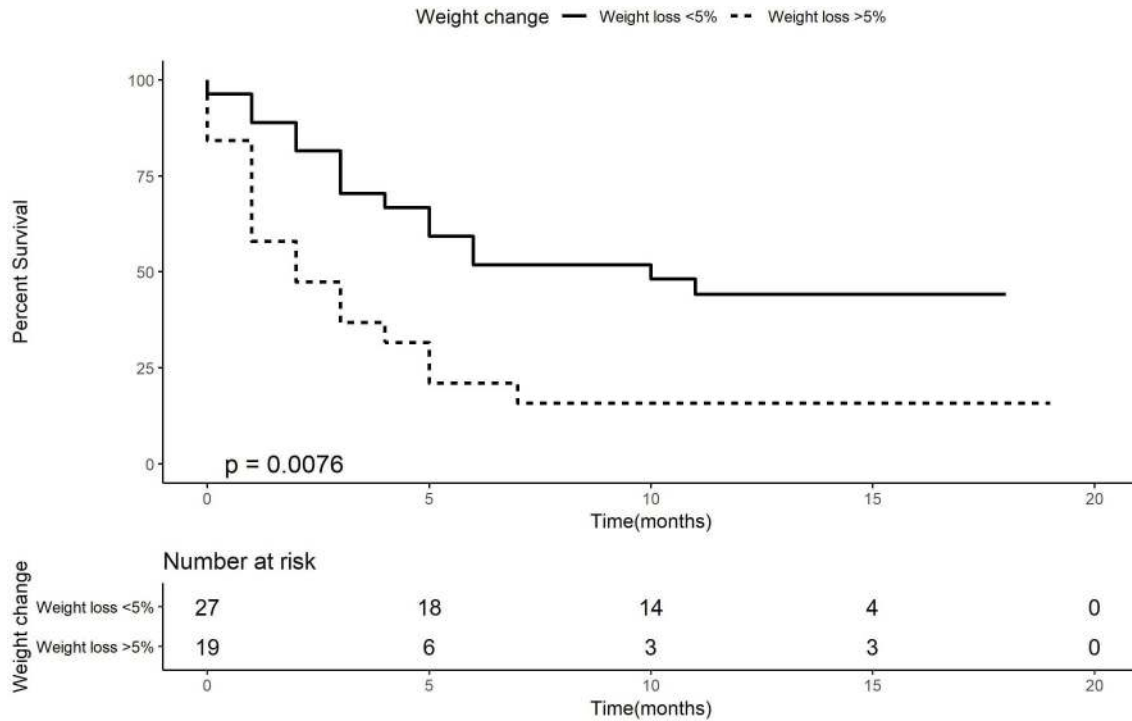 Weight change Weight loss <5% Weight loss >5%
Percent Survival
100
75
50
25
0
p = 0.0076
0 5 10 15 20
Time(months)
Number at risk
Weight change
Weight loss <5% 27 18 14 4 0
Weight loss >5% 19 6 3 3 0
0 5 10 15 20
Time(months)